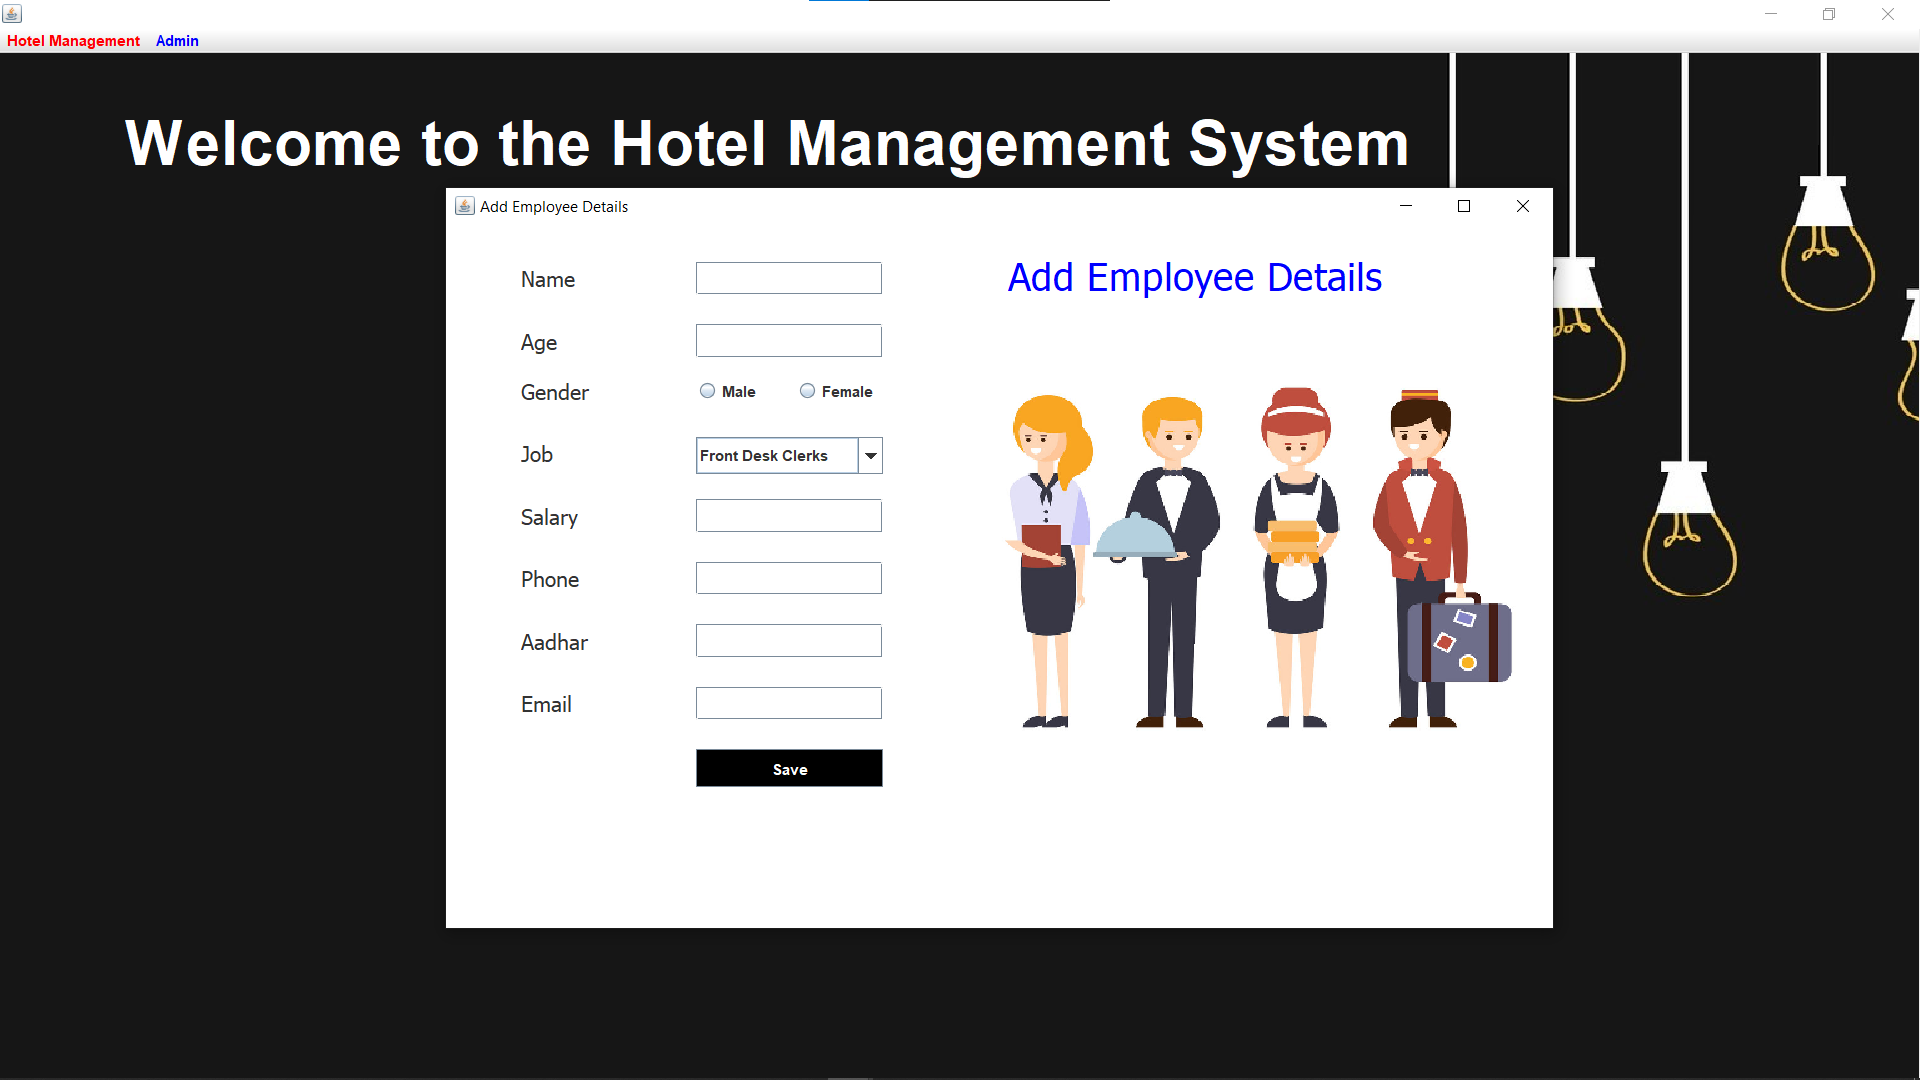 Hotel Management Admin
Welcome to the Hotel Management System
Add Employee Details
Add Employee Details
Name
Age
Gender Male Female
Job Front Desk Clerks
Salary
Phone
Aadhar
Email
Save